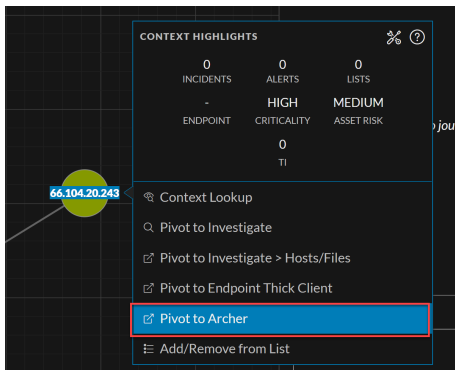 CONTEXT HIGHLIGHTS
0 0 0
INCIDENTS ALERTS LISTS
- HIGH MEDIUM
ENDPOINT CRITICALITY ASSET RISK
0
TI
jou
66.104.20.243
Context Lookup
Pivot to Investigate
Pivot to Investigate > Hosts/Files
Pivot to Endpoint Thick Client
Pivot to Archer
Add/Remove from List